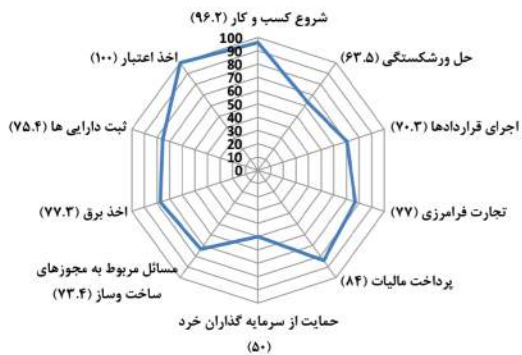 شروع کسب و کار (۹۶.۲)
حل ورشکستگی (۶۳.۵)
اجرای قراردادها (۷۰.۳)
تجارت فرامرزی (۷۷)
پرداخت مالیات (۸۴)
حمایت از سرمایه گذاران خرد
(۵۰)
مسائل مربوط به مجوزهای
ساخت وساز (۷۳.۴)
اخذ برق (۷۷.۳)
ثبت دارایی ها (۷۵.۴)
اخذ اعتبار (۱۰۰)
100
90
80
70
60
50
40
30
20
10
0